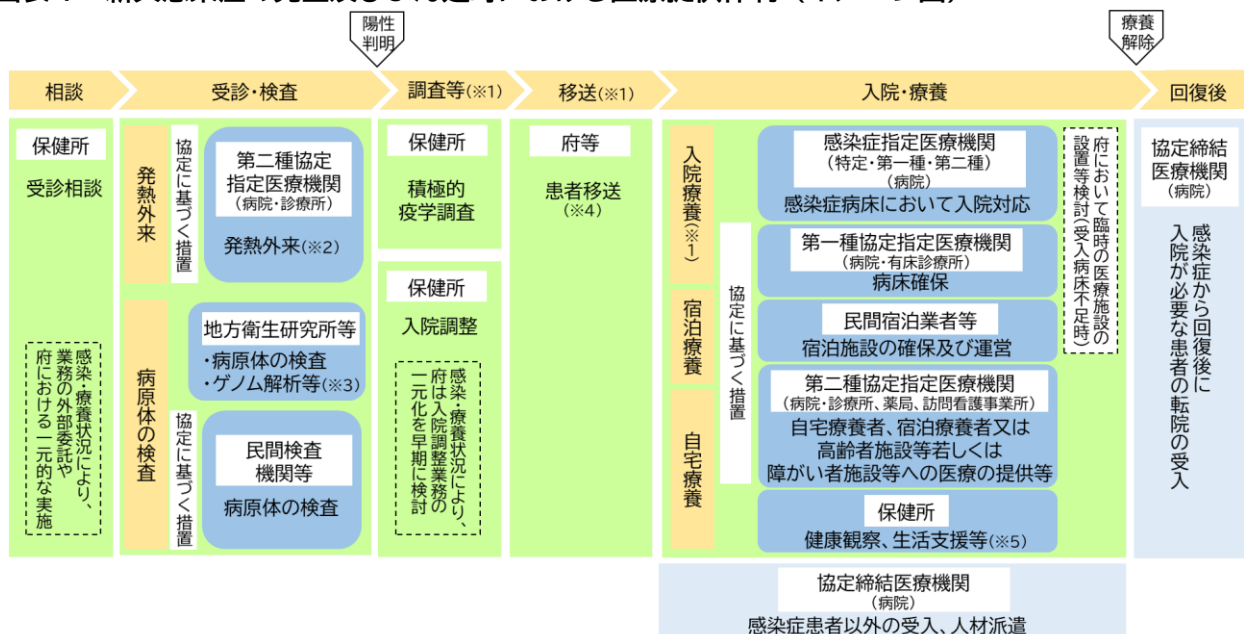 陽性
判明
療養
解除
相談
受診・検査
調査等(※1)
移送(※1)
入院・療養
回復後
保健所
受診相談
感染・療養状況により、
業務の外部委託や
府における一元的な実施
発熱外来
協定に基づく措置
第二種協定
指定医療機関
(病院・診療所)
発熱外来(※2)
病原体の検査
地方衛生研究所等
・病原体の検査
・ゲノム解析等(※3)
協定に基づく措置
民間検査
機関等
病原体の検査
保健所
積極的
疫学調査
保健所
入院調整
感染・療養状況により、
府は入院調整業務の
一元化を早期に検討
府等
患者移送
(※4)
入院療養(※1)
宿泊療養
自宅療養
協定に基づく措置
感染症指定医療機関
(特定・第一種・第二種)
(病院)
感染症病床において入院対応
第一種協定指定医療機関
(病院・有床診療所)
病床確保
民間宿泊業者等
宿泊施設の確保及び運営
第二種協定指定医療機関
(病院・診療所、薬局、訪問看護事業所)
自宅療養者、宿泊療養者又は
高齢者施設等若しくは
障がい者施設等への医療の提供等
保健所
健康観察、生活支援等(※5)
府において臨時の医療施設の
設置等検討(受入病床不足時)
協定締結医療機関
(病院)
感染症患者以外の受入、人材派遣
協定締結
医療機関
(病院)
感染症から回復後に
入院が必要な患者の転院の受入